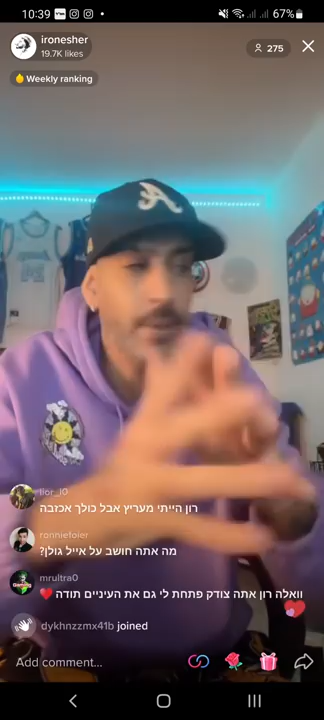 10:39
67%
ironesher
19.7K likes
275
Weekly ranking
A
lior_l0
רון הייתי מעריץ אבל כולך אכזבה
ronniefoler
מה אתה חושב על אייל גולן?
mrultra0
וואלה רון אתה צודק פתחת לי גם את העיניים תודה ❤️
dykhnzzmx41b joined
Add comment...